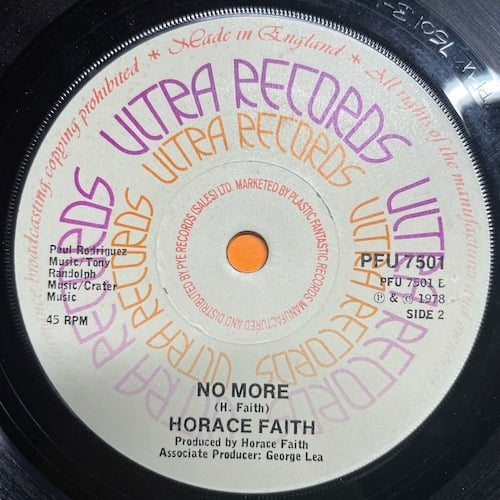 broadcasting, copying prohibited * Made in England * All rights of the manufacturer
PFU 7501 B
ULTRA RECORDS ULTRA RECORDS
ULTRA RECORDS ULTRA RECORDS ULTRA RECORDS
MANUFACTURED AND DISTRIBUTED BY PYE RECORDS (SALES) LTD. MARKETED BY PLASTIC FANTASTIC RECORDS
Paul Rodriguez
Music/Tony
Randolph
Music/Crater
Music
45 RPM
PFU 7501
PFU 7501 B
Ⓟ & © 1978
SIDE 2
NO MORE
(H. Faith)
HORACE FAITH
Produced by Horace Faith
Associate Producer: George Lea